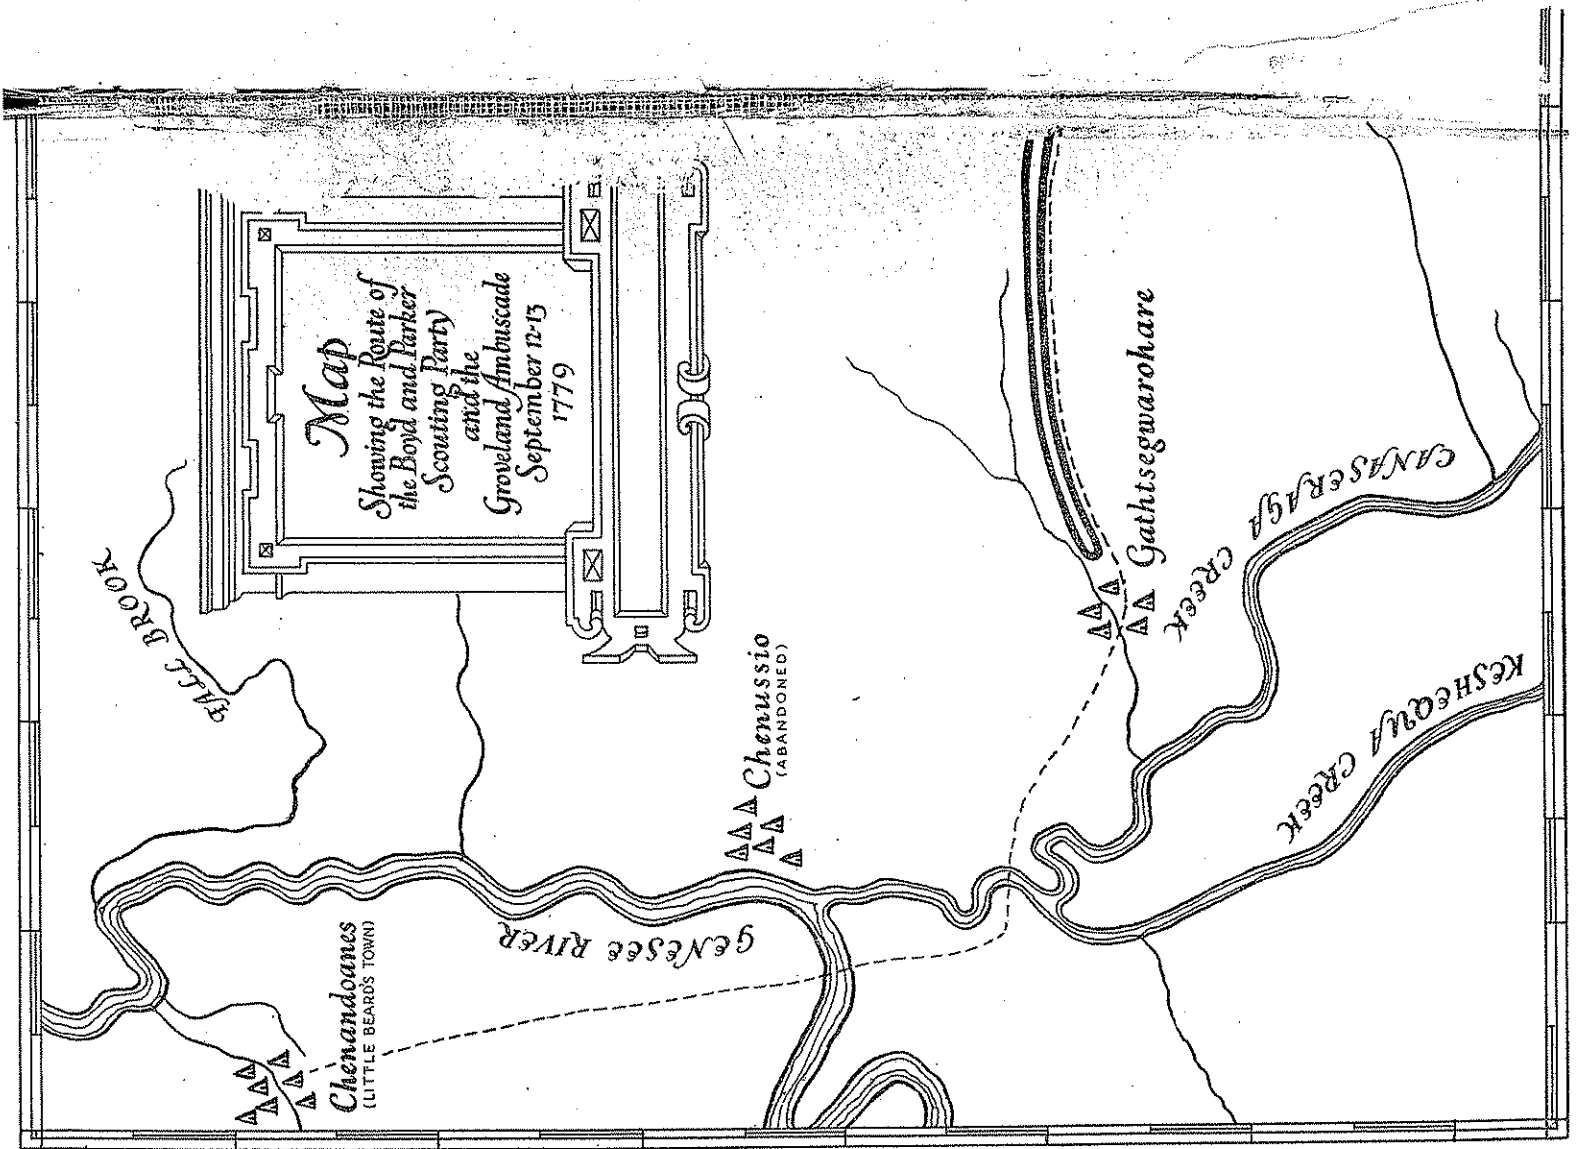 Map
Showing the Route of
the Boyd and Parker
Scouting Party
and the
Groveland Ambuscade
September 12-13
1779
FALL BROOK
Chenandoanes
(LITTLE BEARD'S TOWN)
GENESEE RIVER
Chenussio
(ABANDONED)
Gathtsegwarohare
CANASERAGA
CREEK
KESHEQUA CREEK